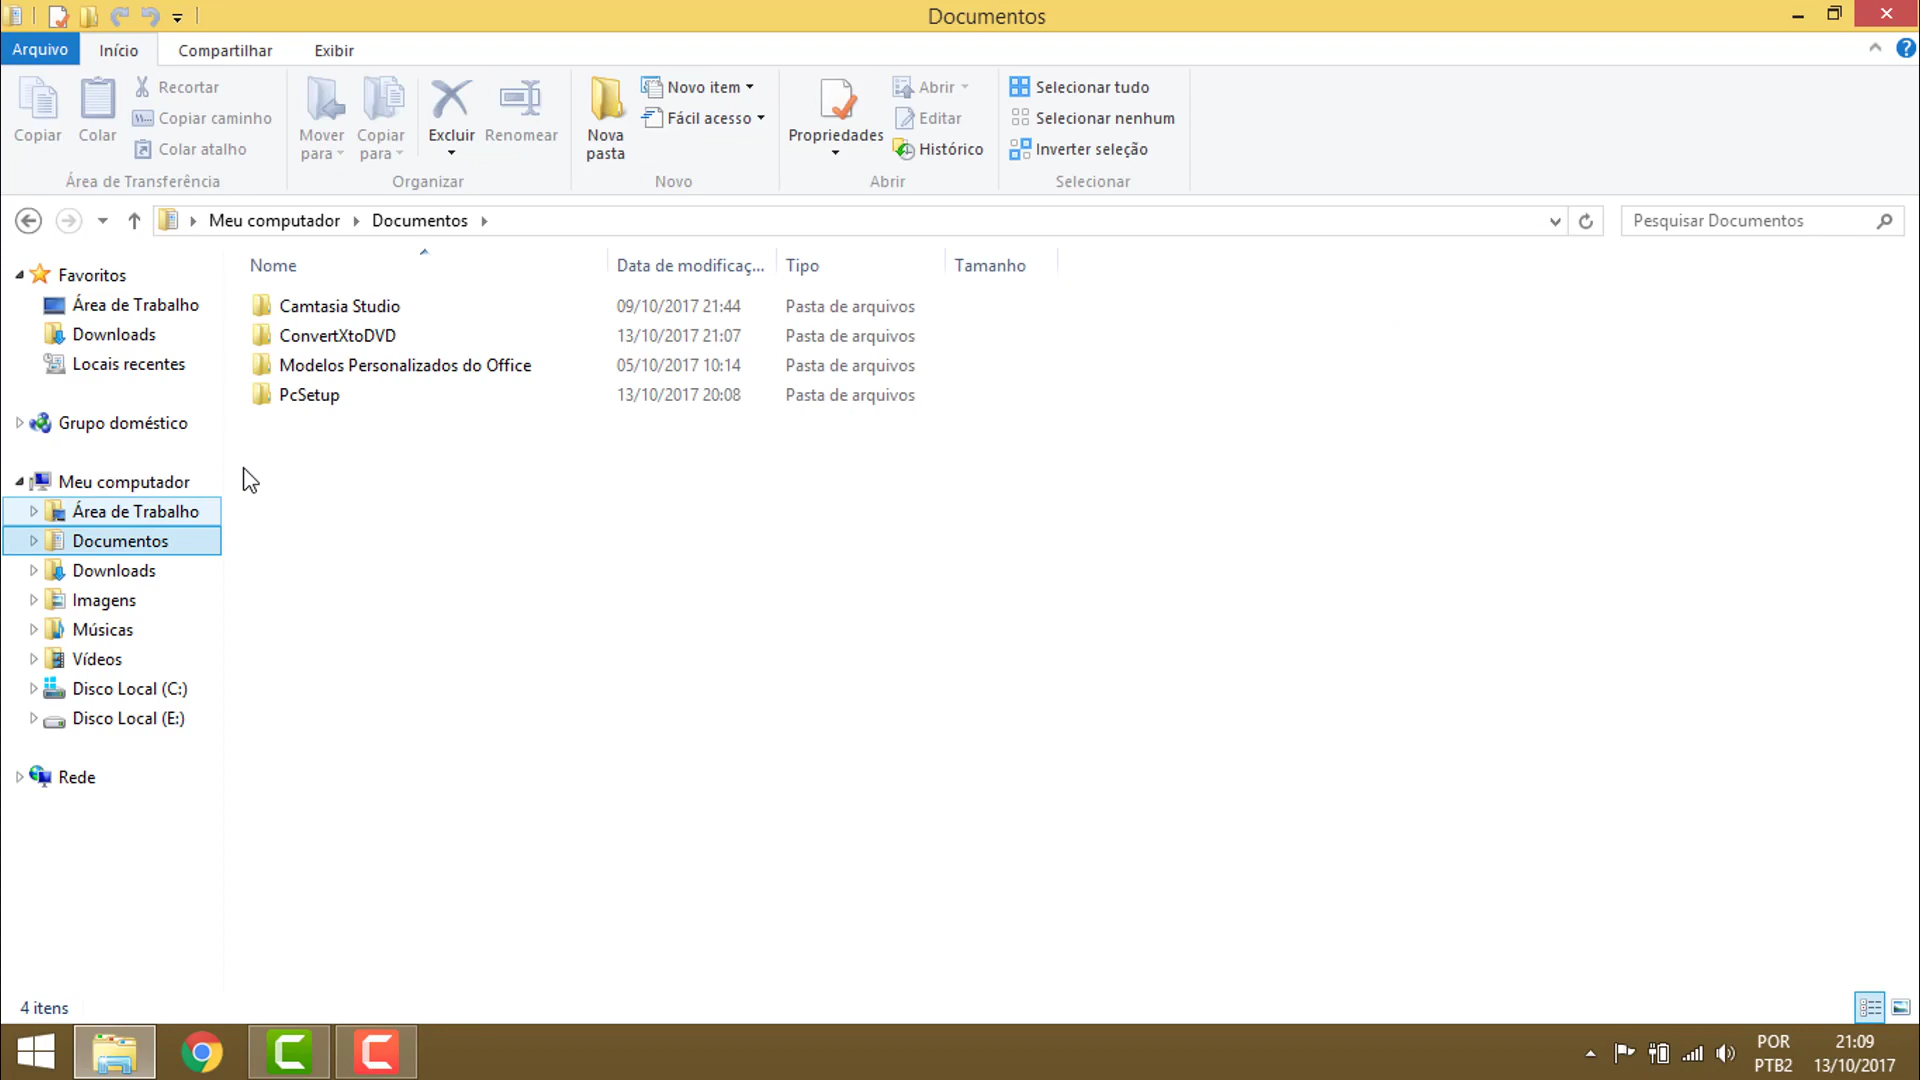 Documentos
Arquivo Início Compartilhar Exibir
Copiar Colar Recortar Copiar caminho Colar atalho
Área de Transferência
Mover para Copiar para Excluir Renomear
Organizar
Nova pasta Novo item Fácil acesso
Novo
Propriedades Abrir Editar Histórico
Abrir
Selecionar tudo
Selecionar nenhum
Inverter seleção
Selecionar
Meu computador Documentos
Pesquisar Documentos
Favoritos
Área de Trabalho
Downloads
Locais recentes
Grupo doméstico
Meu computador
Área de Trabalho
Documentos
Downloads
Imagens
Músicas
Vídeos
Disco Local (C:)
Disco Local (E:)
Rede
Nome Data de modificaç... Tipo Tamanho
Camtasia Studio 09/10/2017 21:44 Pasta de arquivos
ConvertXtoDVD 13/10/2017 21:07 Pasta de arquivos
Modelos Personalizados do Office 05/10/2017 10:14 Pasta de arquivos
PcSetup 13/10/2017 20:08 Pasta de arquivos
4 itens
POR 21:09
PTB2 13/10/2017